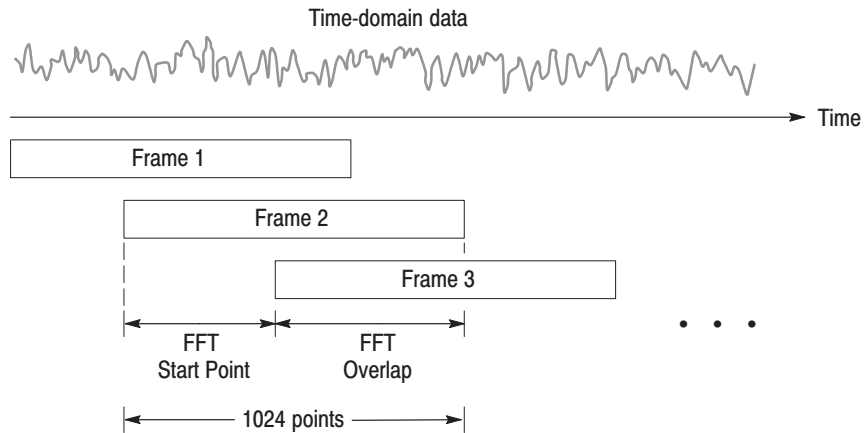 Time-domain data
Time
Frame 1
Frame 2
Frame 3
FFT
Start Point
FFT
Overlap
1024 points